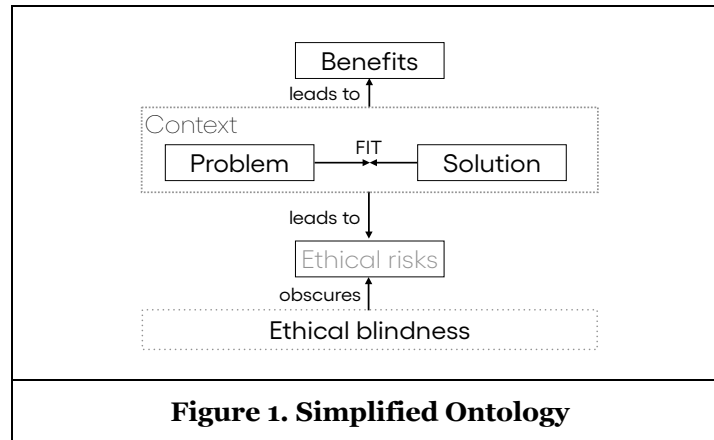 Benefits
leads to
Context
FIT
Problem
Solution
leads to
Ethical risks
obscures
Ethical blindness
Figure 1. Simplified Ontology